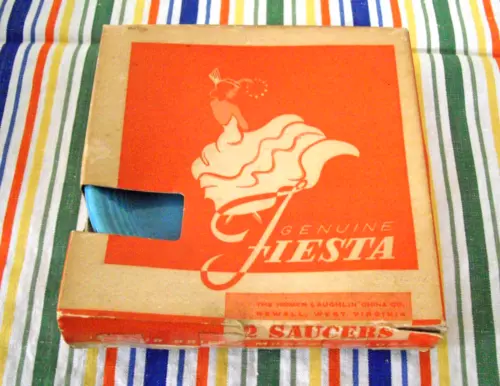 GENUINE
FIESTA
THE HOMER LAUGHLIN CHINA CO.
NEWELL, WEST VIRGINIA
2 SAUCERS